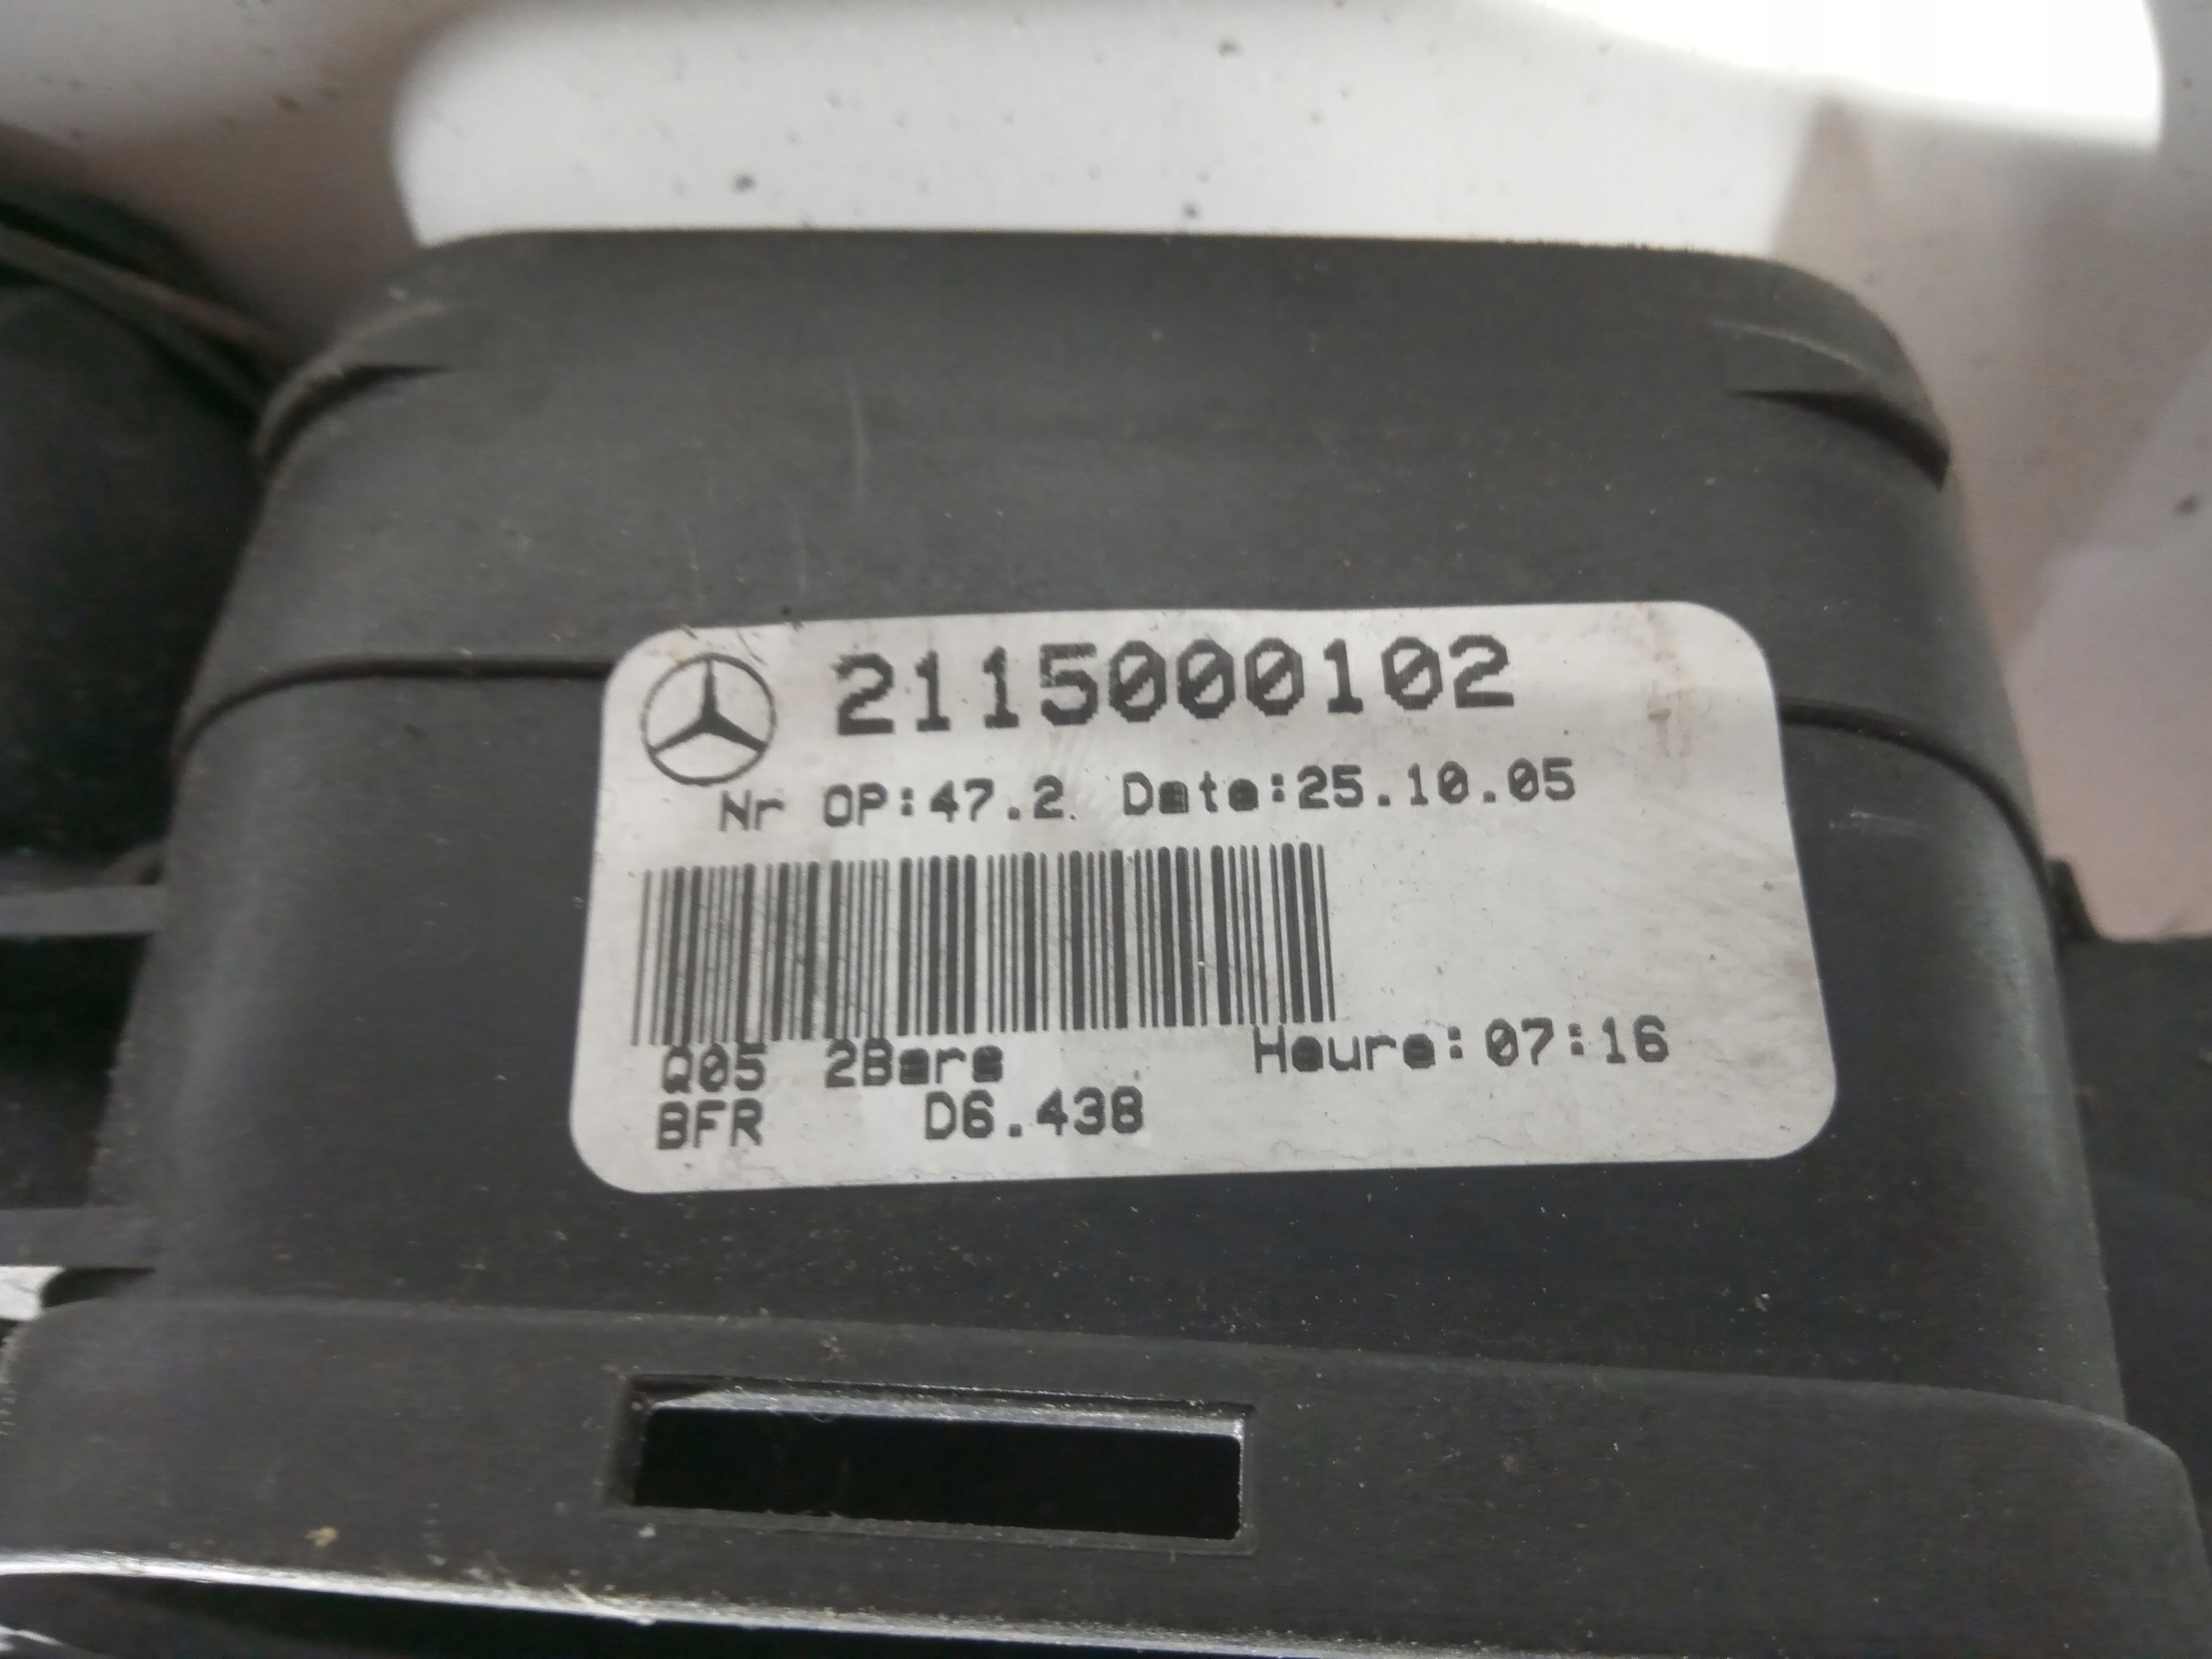 2115000102
Nr OP:47.2 Date:25.10.05
Q05 2Bars Heure:07:16
BFR D6.438